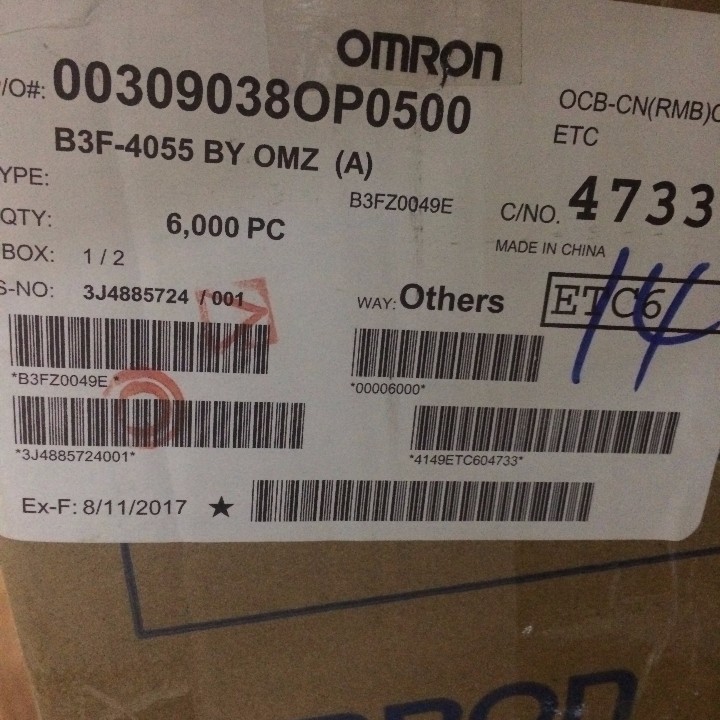 OMRON
/O#: 00309038OP0500
OCB-CN(RMB)
ETC
B3F-4055 BY OMZ (A)
YPE:
B3FZ0049E
C/NO. 4733
QTY: 6,000 PC
MADE IN CHINA
BOX: 1 / 2
S-NO: 3J4885724 / 001
WAY: Others
ETC6
14
*B3FZ0049E*
*00006000*
*3J4885724001*
*4149ETC604733*
Ex-F: 8/11/2017 ★